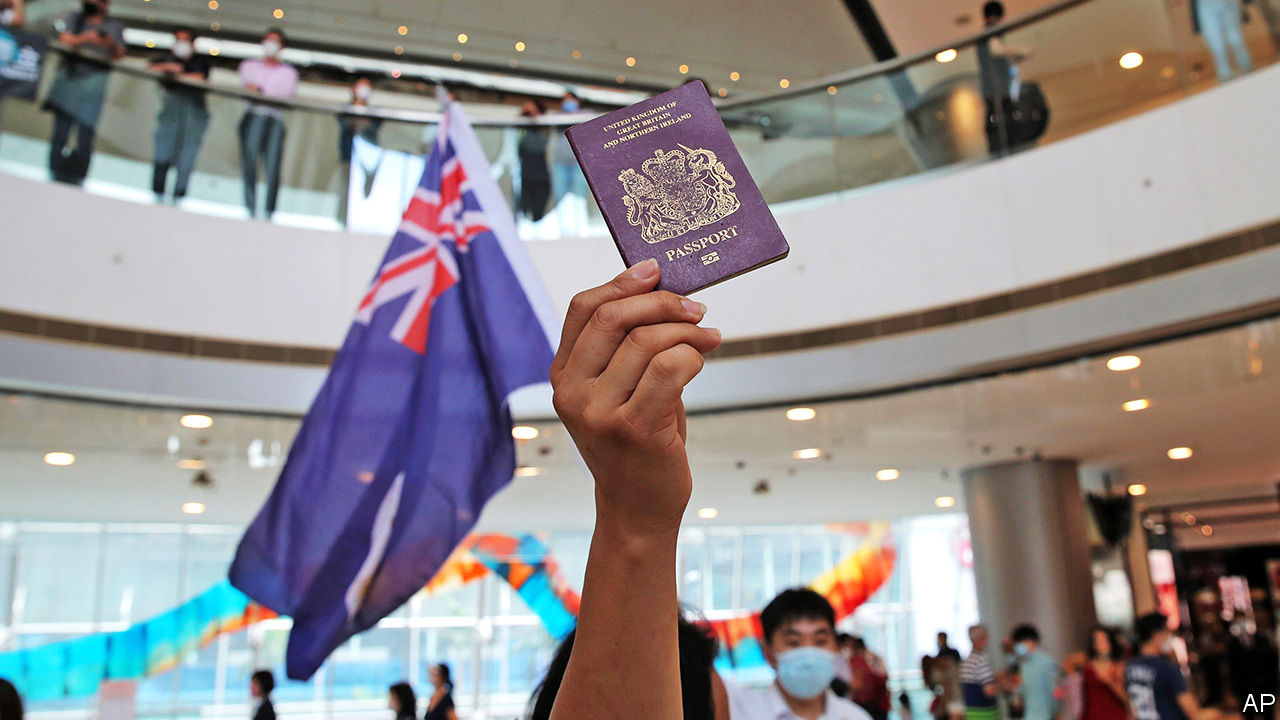 UNITED KINGDOM OF
GREAT BRITAIN
AND NORTHERN IRELAND
PASSPORT
AP